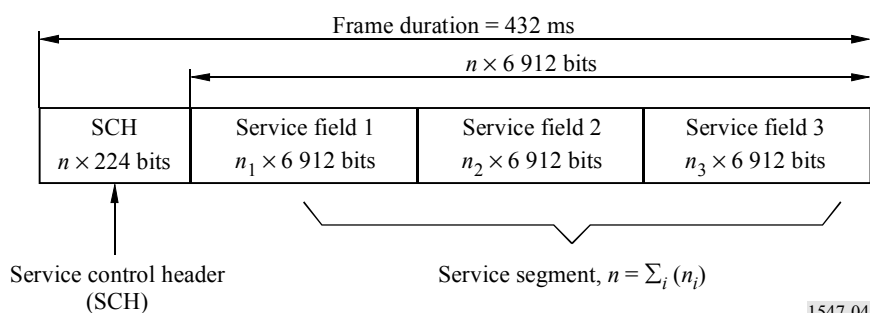 Frame duration = 432 ms
n × 6 912 bits
SCH
n × 224 bits
Service field 1
n₁ × 6 912 bits
Service field 2
n₂ × 6 912 bits
Service field 3
n₃ × 6 912 bits
Service control header
(SCH)
Service segment, n = ∑ᵢ (nᵢ)
1547-04